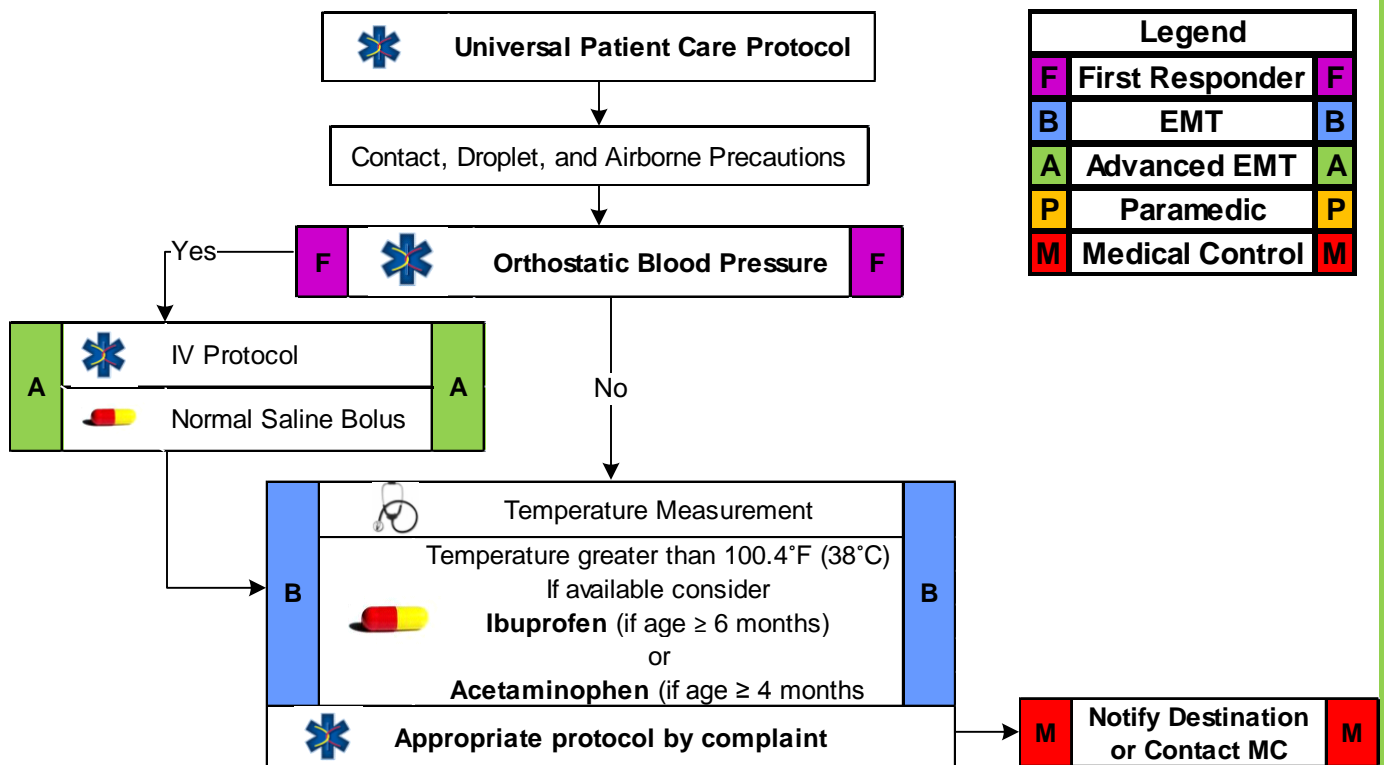 Universal Patient Care Protocol
Legend
F First Responder F
B EMT B
A Advanced EMT A
P Paramedic P
M Medical Control M
Contact, Droplet, and Airborne Precautions
Yes
F Orthostatic Blood Pressure F
A IV Protocol A
Normal Saline Bolus
No
Temperature Measurement
Temperature greater than 100.4˚F (38˚C)
If available consider
B Ibuprofen (if age ≥ 6 months) B
or
Acetaminophen (if age ≥ 4 months
Appropriate protocol by complaint
M Notify Destination M
or Contact MC